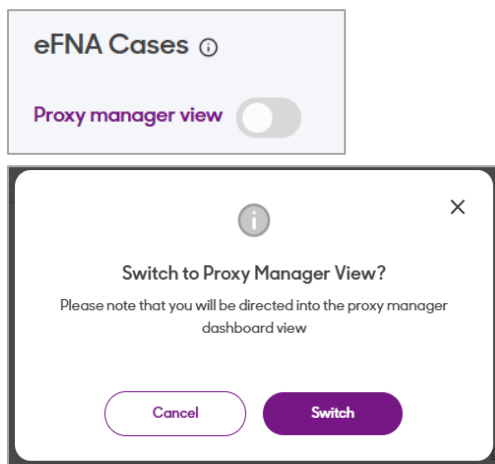 eFNA Cases
Proxy manager view
Switch to Proxy Manager View?
Please note that you will be directed into the proxy manager
dashboard view
Cancel
Switch